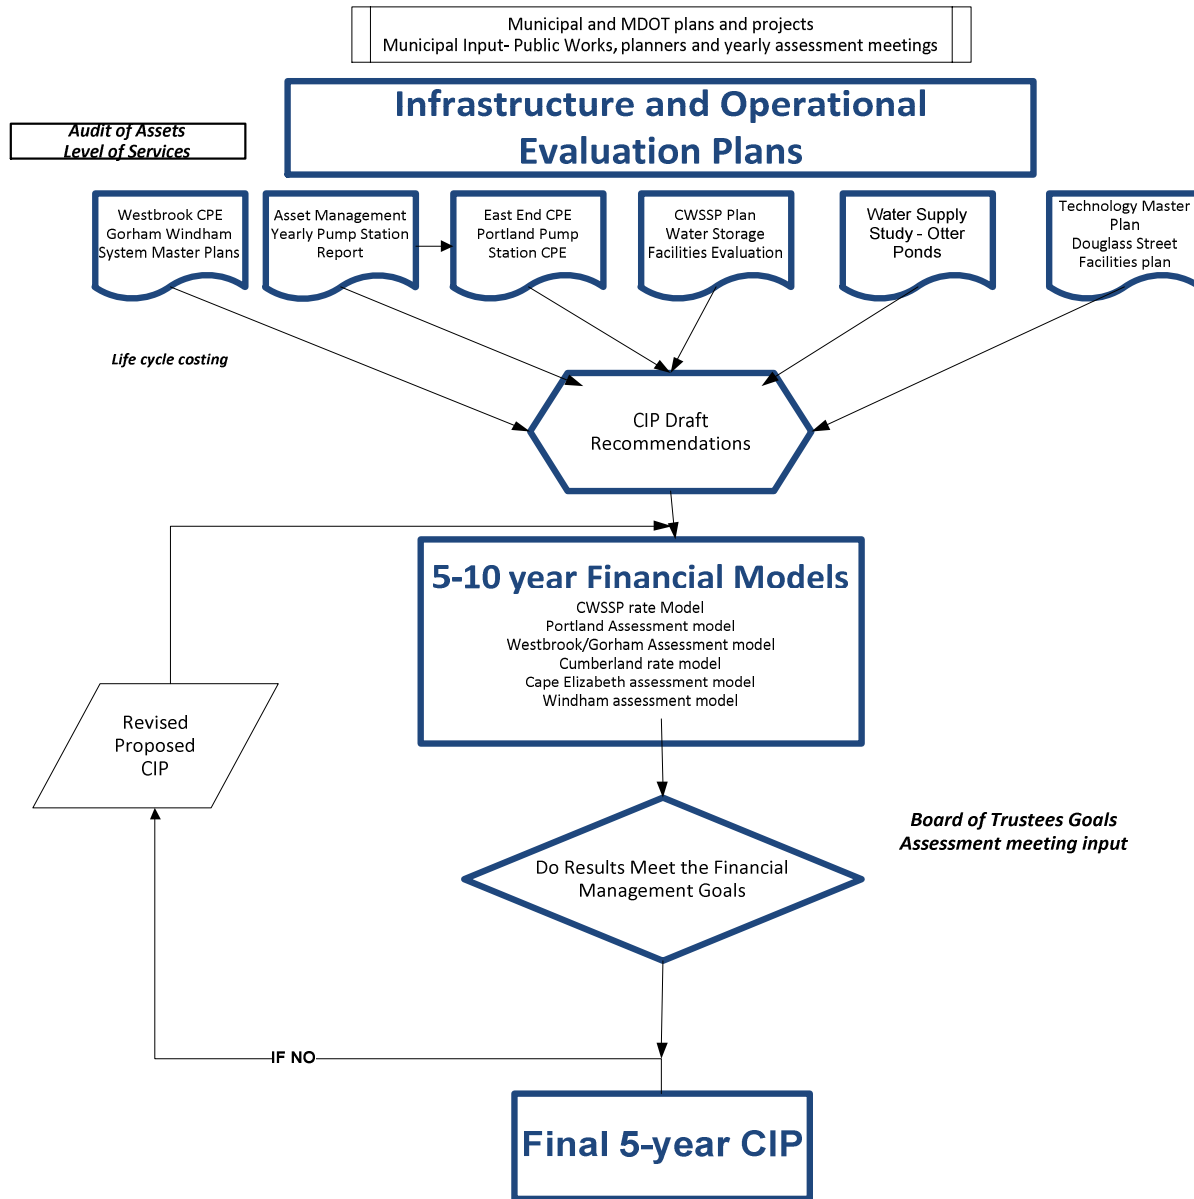 Municipal and MDOT plans and projects
Municipal Input- Public Works, planners and yearly assessment meetings
Infrastructure and Operational
Evaluation Plans
Audit of Assets
Level of Services
Westbrook CPE
Gorham Windham
System Master Plans
Asset Management
Yearly Pump Station
Report
East End CPE
Portland Pump
Station CPE
CWSSP Plan
Water Storage
Facilities Evaluation
Water Supply
Study - Otter
Ponds
Technology Master
Plan
Douglass Street
Facilities plan
Life cycle costing
CIP Draft
Recommendations
5-10 year Financial Models
CWSSP rate Model
Portland Assessment model
Westbrook/Gorham Assessment model
Cumberland rate model
Cape Elizabeth assessment model
Windham assessment model
Revised
Proposed
CIP
Board of Trustees Goals
Assessment meeting input
Do Results Meet the Financial
Management Goals
IF NO
Final 5-year CIP